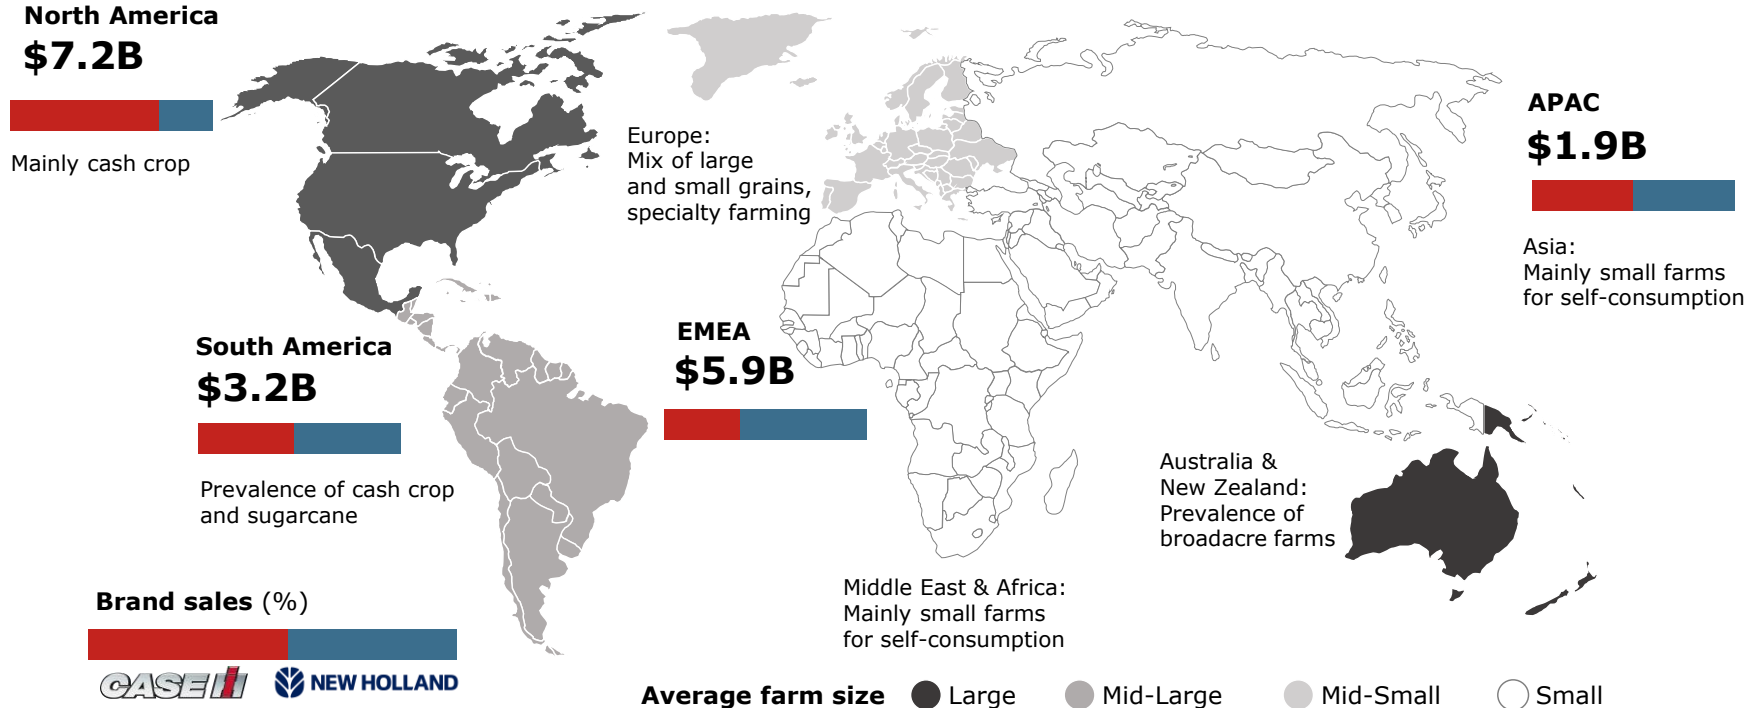 North America
$7.2B
Mainly cash crop
Europe:
Mix of large
and small grains,
specialty farming
APAC
$1.9B
Asia:
Mainly small farms
for self-consumption
South America
$3.2B
Prevalence of cash crop
and sugarcane
EMEA
$5.9B
Australia &
New Zealand:
Prevalence of
broadacre farms
Middle East & Africa:
Mainly small farms
for self-consumption
Brand sales (%)
CASE IH
NEW HOLLAND
Average farm size Large Mid-Large Mid-Small Small